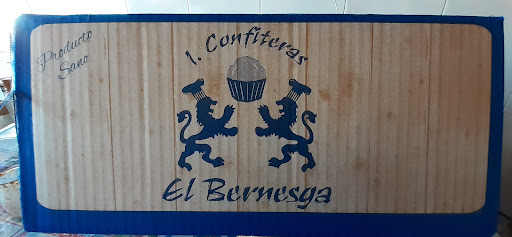 Producto
Sano
I. Confiteras
El Bernesga